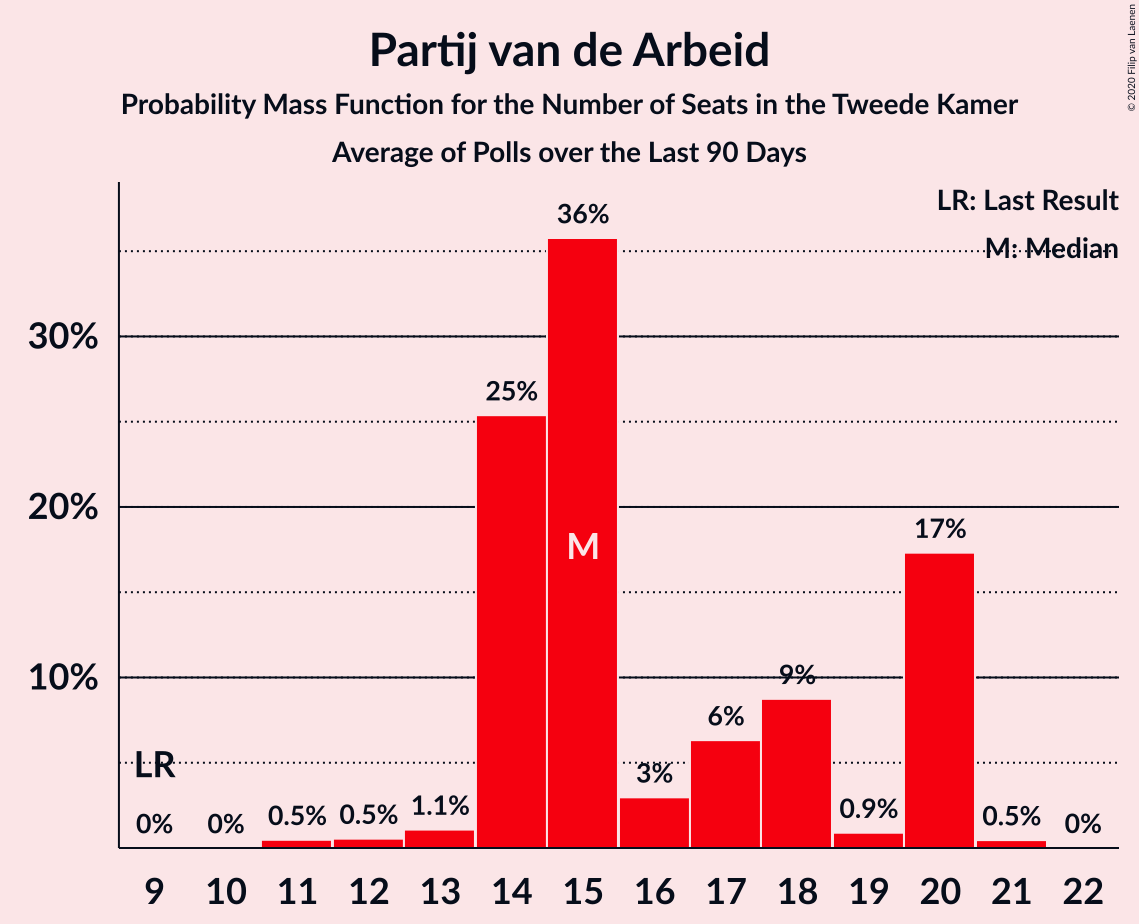 Partij van de Arbeid
Probability Mass Function for the Number of Seats in the Tweede Kamer
Average of Polls over the Last 90 Days
© 2020 Filip van Laenen
LR: Last Result
M: Median
30%
20%
10%
LR
0%
0%
0.5%
0.5%
1.1%
25%
36%
M
3%
6%
9%
0.9%
17%
0.5%
0%
9 10 11 12 13 14 15 16 17 18 19 20 21 22